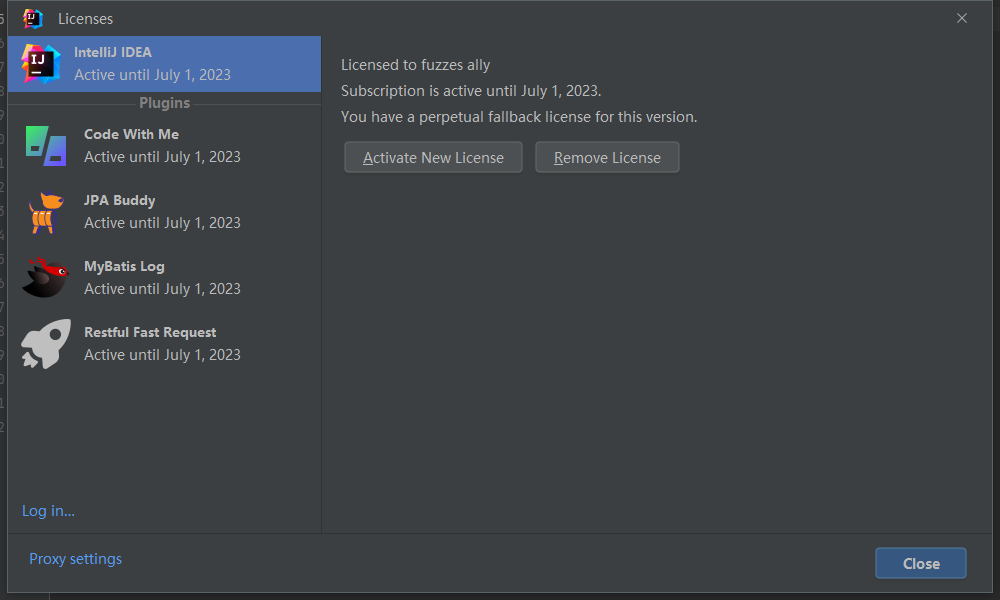 Licenses
IntelliJ IDEA
Active until July 1, 2023
Plugins
Code With Me
Active until July 1, 2023
JPA Buddy
Active until July 1, 2023
MyBatis Log
Active until July 1, 2023
Restful Fast Request
Active until July 1, 2023
Log in...
Licensed to fuzzes ally
Subscription is active until July 1, 2023.
You have a perpetual fallback license for this version.
Activate New License
Remove License
Proxy settings
Close